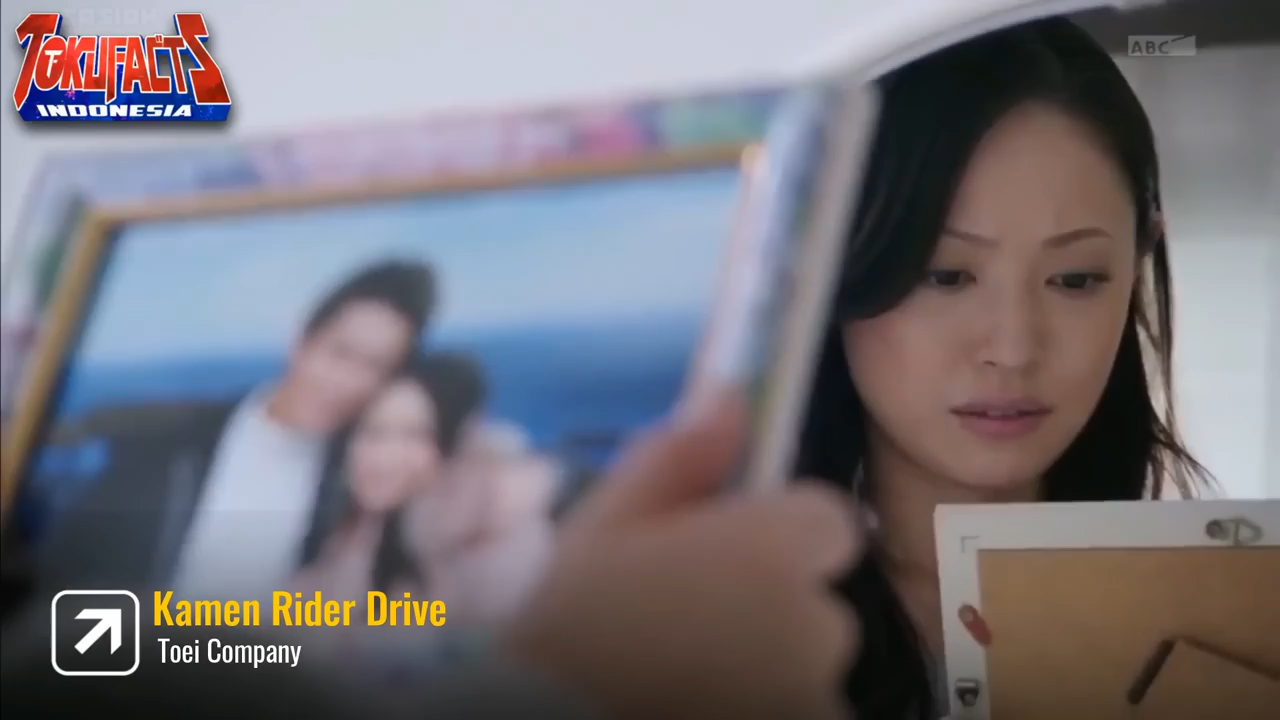 TOKUFACTS
INDONESIA
ABC
Kamen Rider Drive
Toei Company